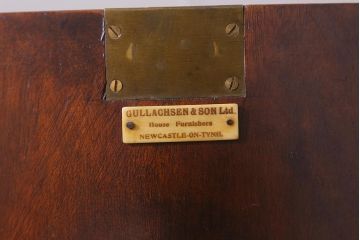 GULLACHSEN & SON Ltd.
House Furnishers
NEWCASTLE-ON-TYNE.